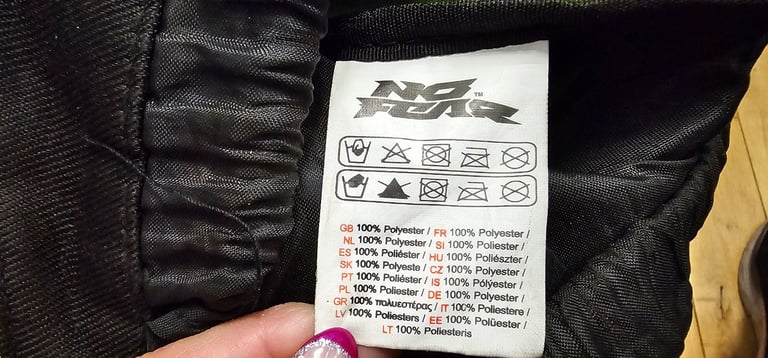 NO
FEAR™
GB 100% Polyester / FR 100% Polyester /
NL 100% Polyester / SI 100% Poliester /
ES 100% Poliéster / HU 100% Poliészter /
SK 100% Polyeste / CZ 100% Polyester /
PT 100% Poliéster / IS 100% Pólýester /
PL 100% Poliester / DE 100% Polyester /
GR 100% πολυεστέρας / IT 100% Poliestere /
LV 100% Poliesters / EE 100% Polüester /
LT 100% Poliesteris